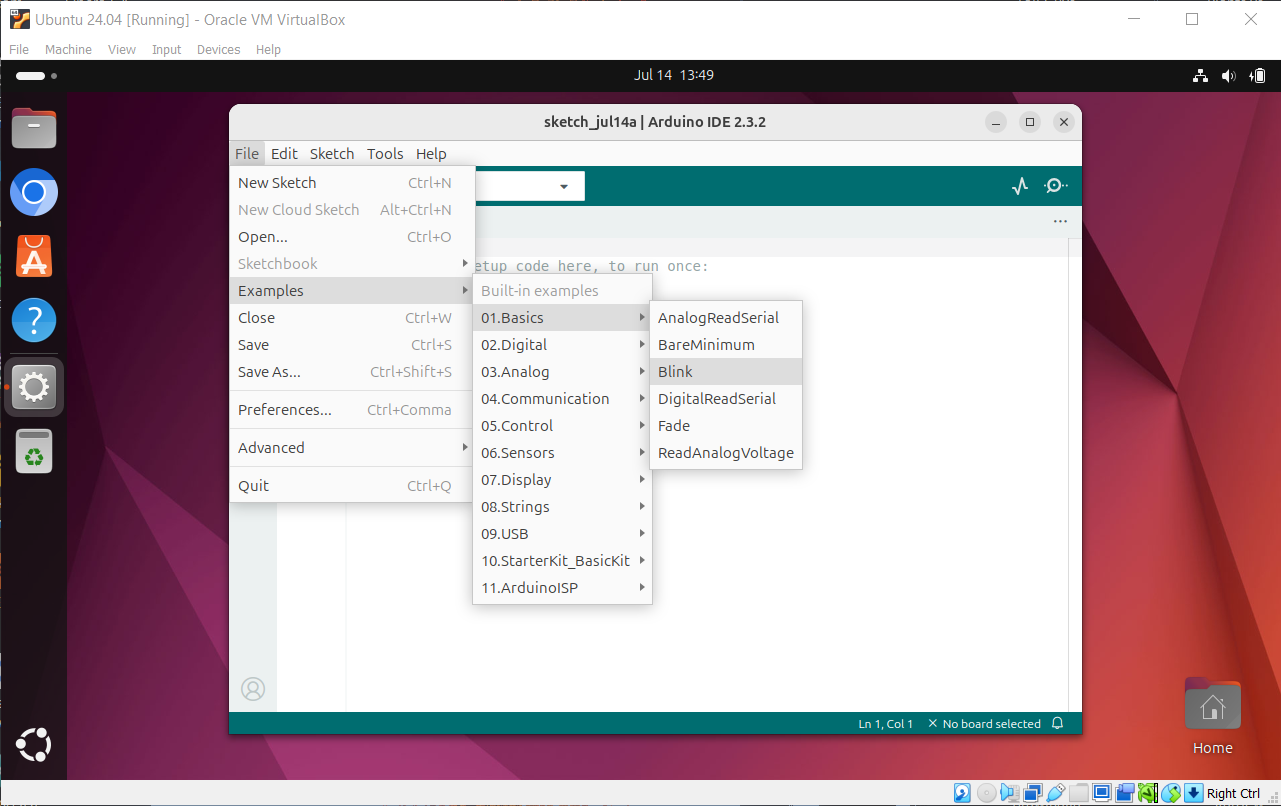 Ubuntu 24.04 [Running] - Oracle VM VirtualBox
File Machine View Input Devices Help
Jul 14 13:49
sketch_jul14a | Arduino IDE 2.3.2
File Edit Sketch Tools Help
New Sketch Ctrl+N
New Cloud Sketch Alt+Ctrl+N
Open... Ctrl+O
Sketchbook
Examples
Close Ctrl+W
Save Ctrl+S
Save As... Ctrl+Shift+S
Preferences... Ctrl+Comma
Advanced
Quit Ctrl+Q
etup code here, to run once:
Built-in examples
01.Basics
02.Digital
03.Analog
04.Communication
05.Control
06.Sensors
07.Display
08.Strings
09.USB
10.StarterKit_BasicKit
11.ArduinoISP
AnalogReadSerial
BareMinimum
Blink
DigitalReadSerial
Fade
ReadAnalogVoltage
Ln 1, Col 1 × No board selected
Home
Right Ctrl